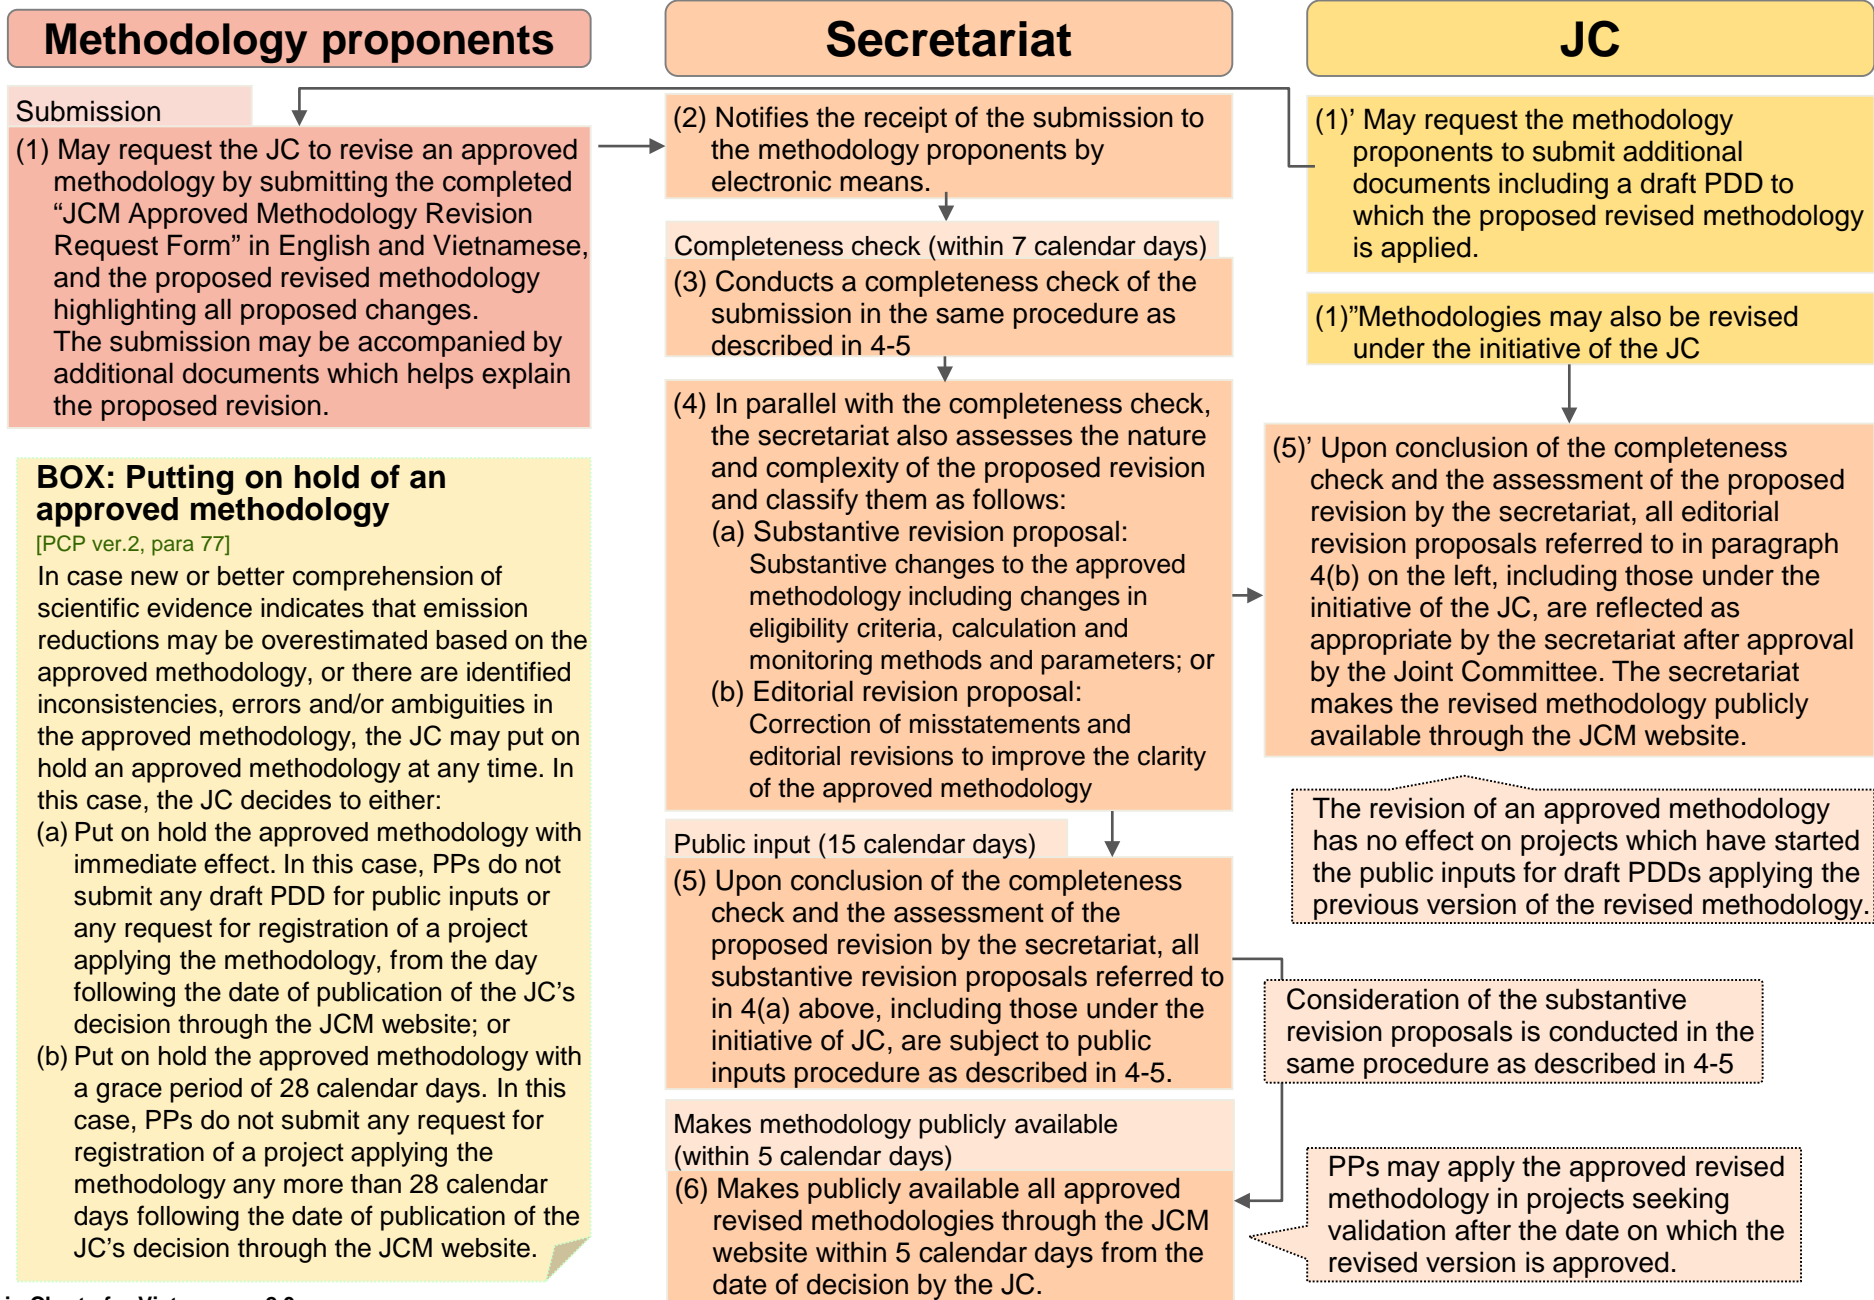 Methodology proponents
Secretariat
JC
Submission
(1) May request the JC to revise an approved
methodology by submitting the completed
“JCM Approved Methodology Revision
Request Form” in English and Vietnamese,
and the proposed revised methodology
highlighting all proposed changes.
The submission may be accompanied by
additional documents which helps explain
the proposed revision.
BOX: Putting on hold of an
approved methodology
[PCP ver.2, para 77]
In case new or better comprehension of
scientific evidence indicates that emission
reductions may be overestimated based on the
approved methodology, or there are identified
inconsistencies, errors and/or ambiguities in
the approved methodology, the JC may put on
hold an approved methodology at any time. In
this case, the JC decides to either:
(a) Put on hold the approved methodology with
immediate effect. In this case, PPs do not
submit any draft PDD for public inputs or
any request for registration of a project
applying the methodology, from the day
following the date of publication of the JC’s
decision through the JCM website; or
(b) Put on hold the approved methodology with
a grace period of 28 calendar days. In this
case, PPs do not submit any request for
registration of a project applying the
methodology any more than 28 calendar
days following the date of publication of the
JC’s decision through the JCM website.
(2) Notifies the receipt of the submission to
the methodology proponents by
electronic means.
Completeness check (within 7 calendar days)
(3) Conducts a completeness check of the
submission in the same procedure as
described in 4-5
(4) In parallel with the completeness check,
the secretariat also assesses the nature
and complexity of the proposed revision
and classify them as follows:
(a) Substantive revision proposal:
Substantive changes to the approved
methodology including changes in
eligibility criteria, calculation and
monitoring methods and parameters; or
(b) Editorial revision proposal:
Correction of misstatements and
editorial revisions to improve the clarity
of the approved methodology
Public input (15 calendar days)
(5) Upon conclusion of the completeness
check and the assessment of the
proposed revision by the secretariat, all
substantive revision proposals referred to
in 4(a) above, including those under the
initiative of JC, are subject to public
inputs procedure as described in 4-5.
Makes methodology publicly available
(within 5 calendar days)
(6) Makes publicly available all approved
revised methodologies through the JCM
website within 5 calendar days from the
date of decision by the JC.
(1)’ May request the methodology
proponents to submit additional
documents including a draft PDD to
which the proposed revised methodology
is applied.
(1)”Methodologies may also be revised
under the initiative of the JC
(5)’ Upon conclusion of the completeness
check and the assessment of the proposed
revision by the secretariat, all editorial
revision proposals referred to in paragraph
4(b) on the left, including those under the
initiative of the JC, are reflected as
appropriate by the secretariat after approval
by the Joint Committee. The secretariat
makes the revised methodology publicly
available through the JCM website.
The revision of an approved methodology
has no effect on projects which have started
the public inputs for draft PDDs applying the
previous version of the revised methodology.
Consideration of the substantive
revision proposals is conducted in the
same procedure as described in 4-5
PPs may apply the approved revised
methodology in projects seeking
validation after the date on which the
revised version is approved.